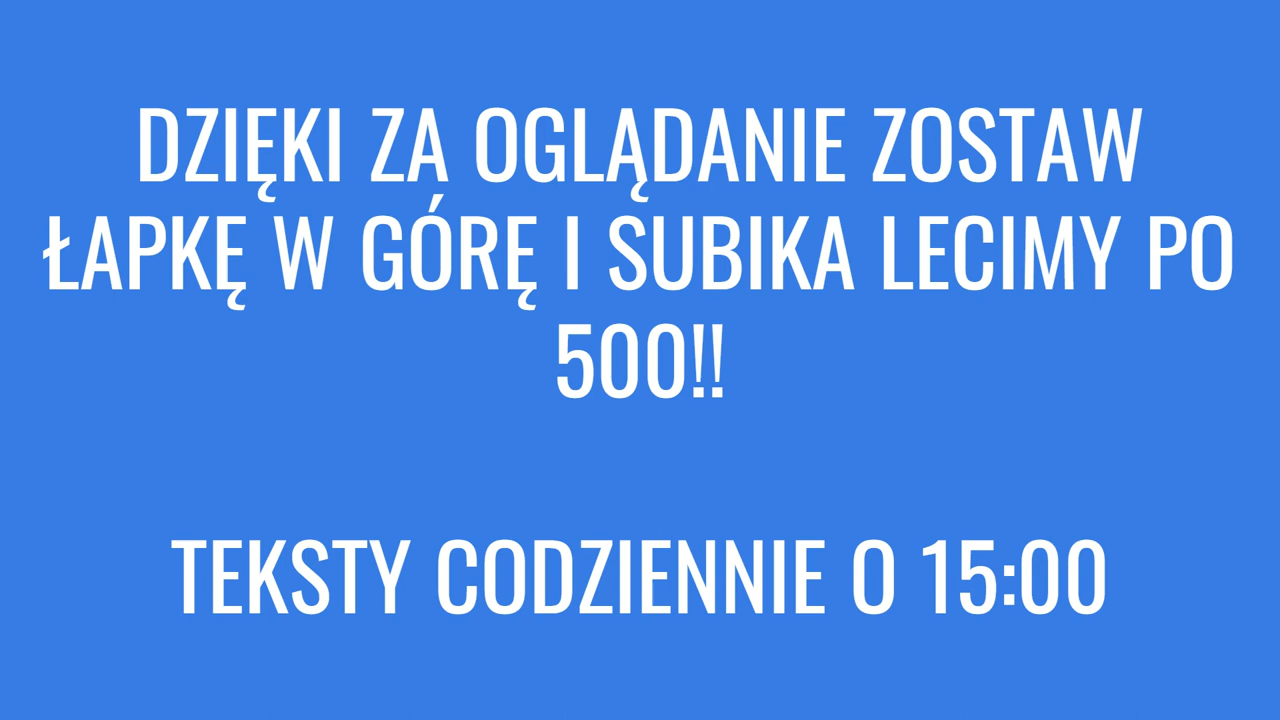 DZIĘKI ZA OGLĄDANIE ZOSTAW
ŁAPKĘ W GÓRĘ I SUBIKA LECIMY PO
500!!
TEKSTY CODZIENNIE O 15:00